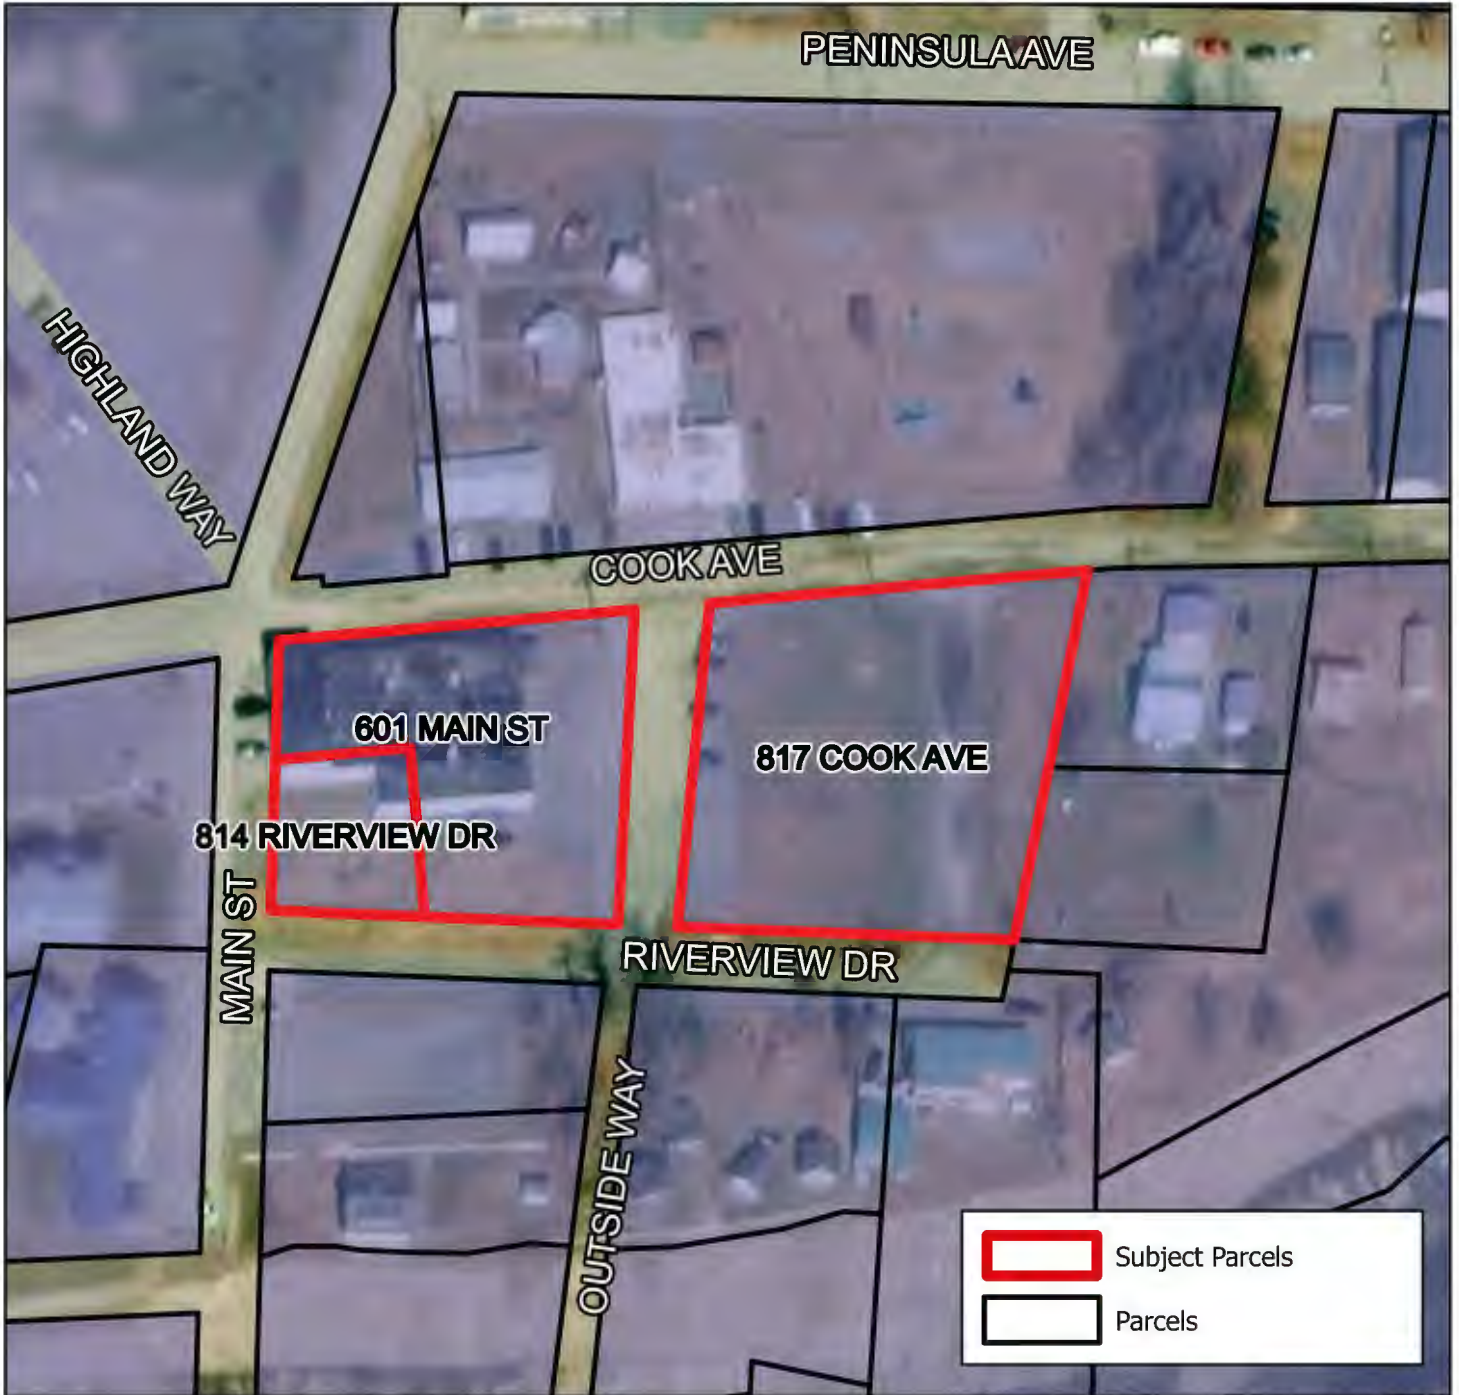 PENINSULA AVE
HIGHLAND WAY
COOK AVE
601 MAIN ST
817 COOK AVE
814 RIVERVIEW DR
MAIN ST
RIVERVIEW DR
OUTSIDE WAY
Subject Parcels
Parcels